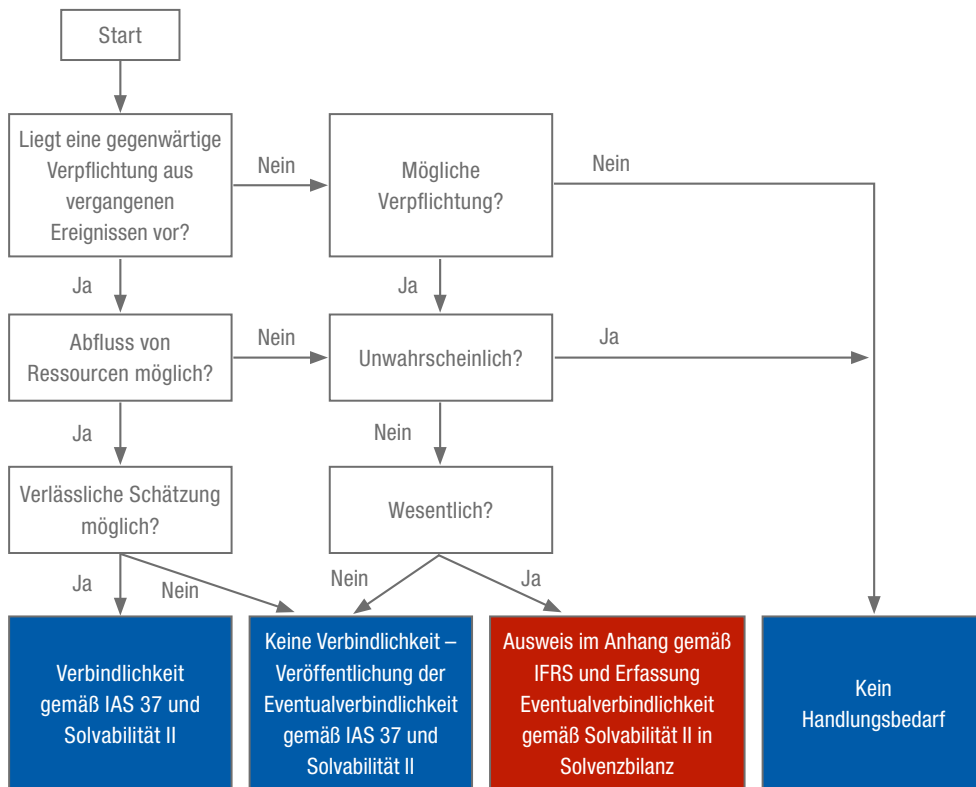 Start
Liegt eine gegenwärtige
Verpflichtung aus
vergangenen
Ereignissen vor?
Nein
Mögliche
Verpflichtung?
Nein
Ja
Ja
Abfluss von
Ressourcen möglich?
Nein
Unwahrscheinlich?
Ja
Ja
Nein
Verlässliche Schätzung
möglich?
Wesentlich?
Ja
Nein
Nein
Ja
Verbindlichkeit
gemäß IAS 37 und
Solvabilität II
Keine Verbindlichkeit –
Veröffentlichung der
Eventualverbindlichkeit
gemäß IAS 37 und
Solvabilität II
Ausweis im Anhang gemäß
IFRS und Erfassung
Eventualverbindlichkeit
gemäß Solvabilität II in
Solvenzbilanz
Kein
Handlungsbedarf